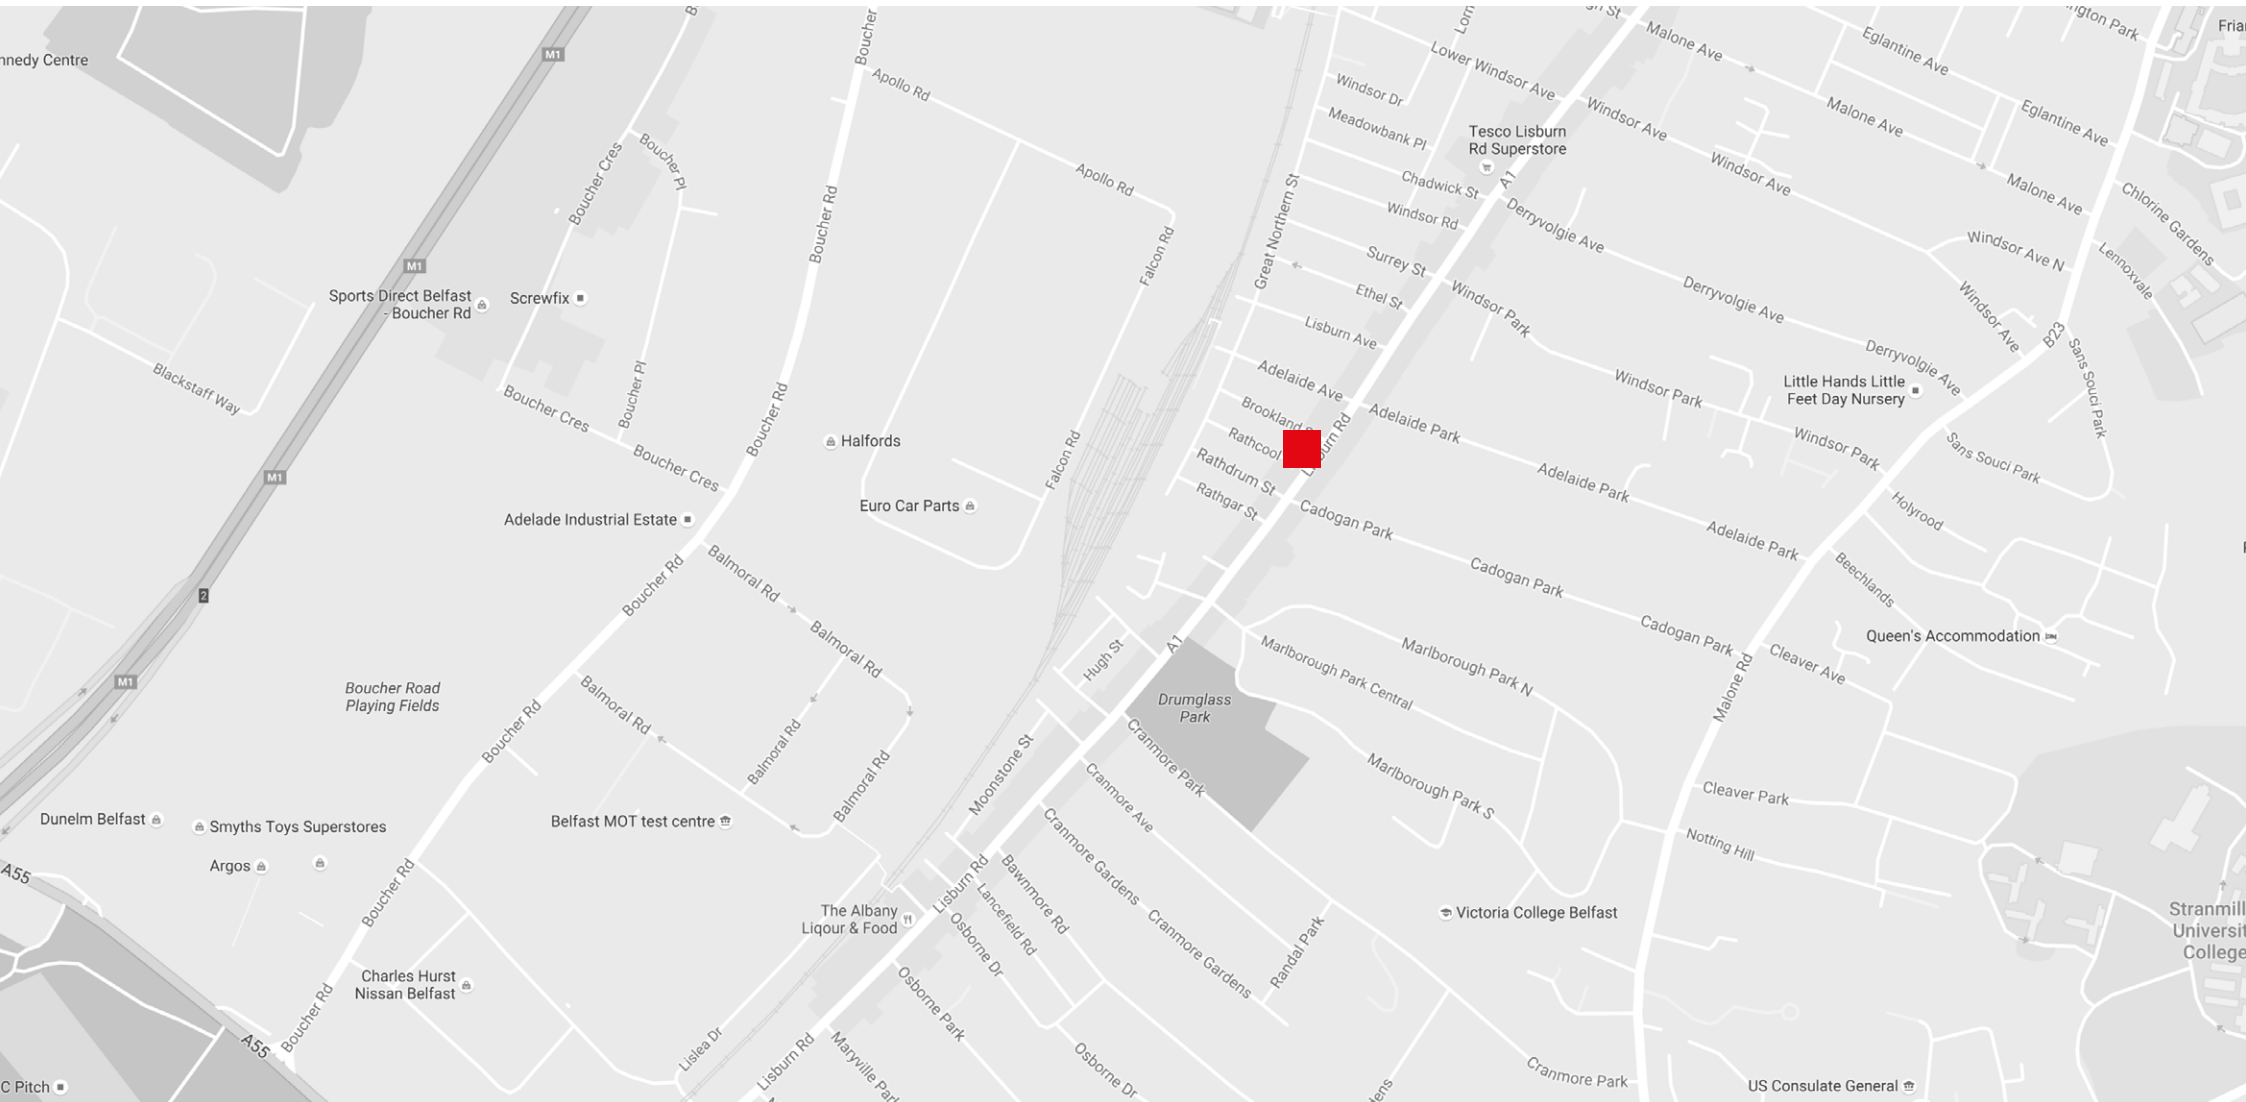 nnedy Centre
M1
Boucher
Apollo Rd
Apollo Rd
Boucher Cres
Boucher Pl
Boucher Rd
Falcon Rd
M1
Sports Direct Belfast
- Boucher Rd
Screwfix
Blackstaff Way
Boucher Pl
Boucher Cres
Boucher Cres
Boucher Rd
Halfords
Falcon Rd
Euro Car Parts
M1
Adelade Industrial Estate
Boucher Rd
Balmoral Rd
Balmoral Rd
2
M1
Boucher Road
Playing Fields
Balmoral Rd
Boucher Rd
Balmoral Rd
Balmoral Rd
Belfast MOT test centre
Dunelm Belfast
Smyths Toys Superstores
Argos
A55
Boucher Rd
Charles Hurst
Nissan Belfast
Boucher Rd
A55
C Pitch
Lislea Dr
The Albany
Liqour & Food
Lisburn Rd
Lisburn Rd
Maryville Park
Osborne Park
Osborne Dr
Osborne Dr
Lancefield Rd
Bawnmore Rd
Moonstone St
Hugh St
A1
Drumglass
Park
Cranmore Park
Cranmore Ave
Cranmore Gardens
Cranmore Gardens
Randal Park
Cranmore Park
Lower Windsor Ave
Windsor Dr
Meadowbank Pl
Tesco Lisburn
Rd Superstore
A1
Chadwick St
Windsor Rd
Great Northern St
Surrey St
Ethel St
Lisburn Ave
Adelaide Ave
Brookland
Rathcool
Rathdrum St
Rathgar St
Malone Ave
Malone Ave
Malone Ave
Eglantine Ave
Eglantine Ave
ngton Park
Windsor Ave
Windsor Ave
Windsor Ave N
Windsor Ave
Derryvolgie Ave
Derryvolgie Ave
Derryvolgie Ave
Chlorine Gardens
Lennoxvale
B23
Sans Souci Park
Sans Souci Park
Windsor Park
Windsor Park
Windsor Park
Little Hands Little
Feet Day Nursery
Adelaide Park
Adelaide Park
Adelaide Park
Cadogan Park
Cadogan Park
Cadogan Park
Holyrood
Beechlands
Queen's Accommodation
Cleaver Ave
Malone Rd
Marlborough Park Central
Marlborough Park N
Marlborough Park S
Cleaver Park
Notting Hill
Victoria College Belfast
Stranmill
Universit
College
US Consulate General